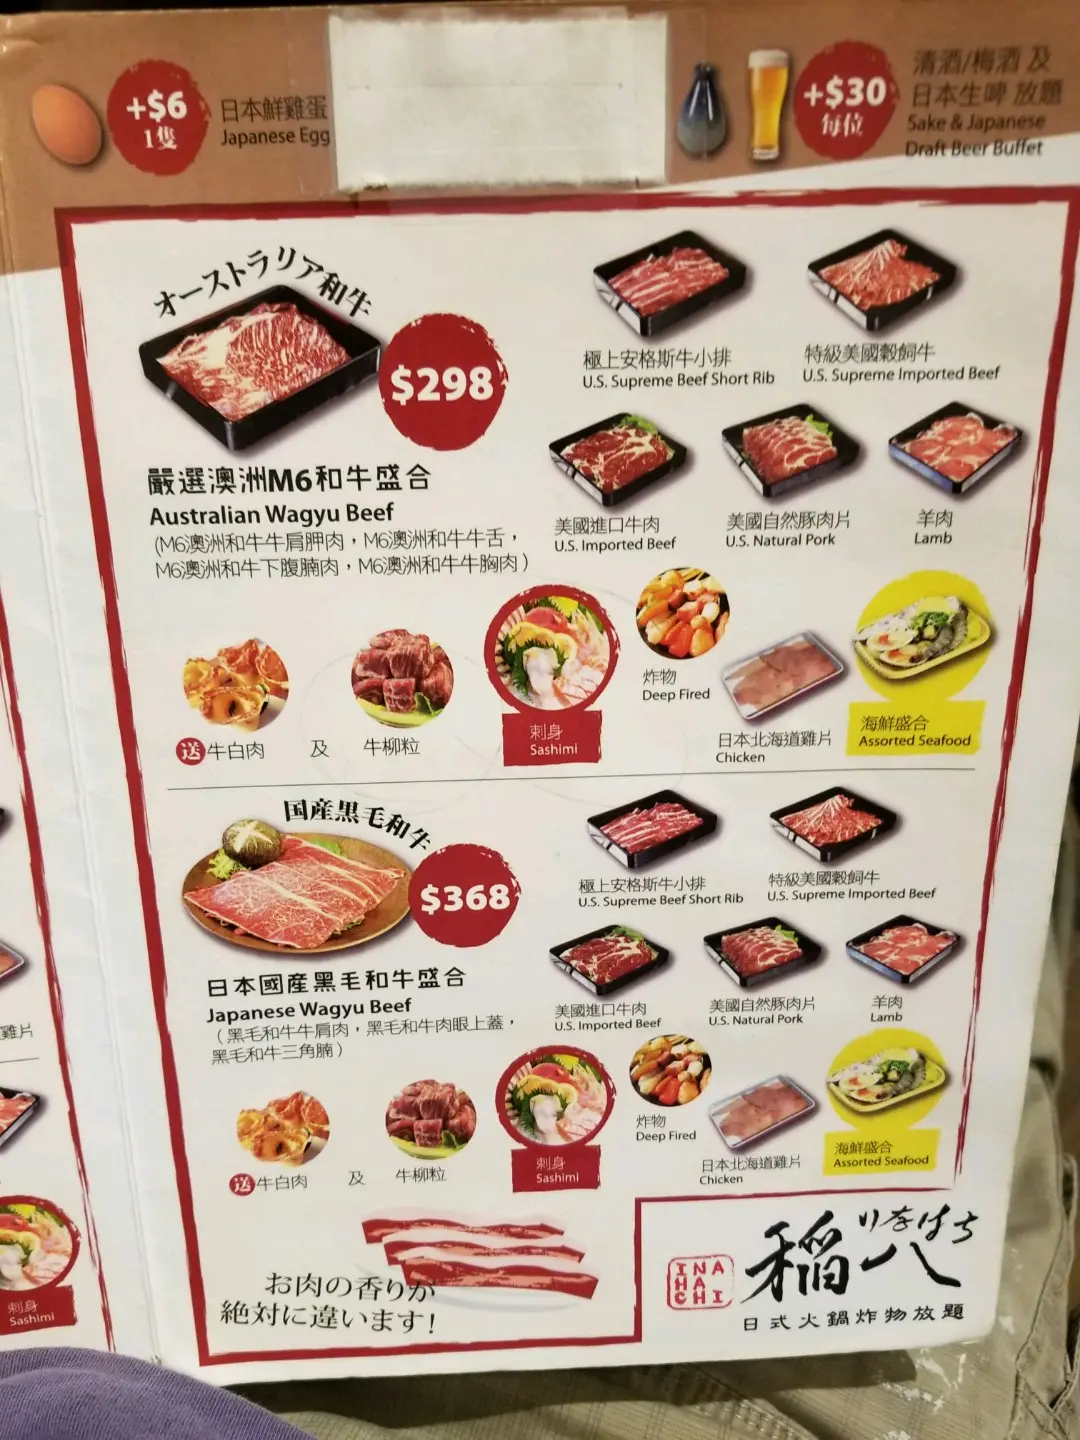 +$6
1隻
日本鮮雞蛋
Japanese Egg
+$30
每位
清酒/梅酒 及
日本生啤 放題
Sake & Japanese
Draft Beer Buffet
オーストラリア和牛
$298
嚴選澳洲M6和牛盛合
Australian Wagyu Beef
(M6澳洲和牛牛肩胛肉，M6澳洲和牛牛舌，
M6澳洲和牛下腹腩肉，M6澳洲和牛牛胸肉）
極上安格斯牛小排
U.S. Supreme Beef Short Rib
特級美國穀飼牛
U.S. Supreme Imported Beef
美國進口牛肉
U.S. Imported Beef
美國自然豚肉片
U.S. Natural Pork
羊肉
Lamb
送 牛白肉 及 牛柳粒
刺身
Sashimi
炸物
Deep Fired
日本北海道雞片
Chicken
海鮮盛合
Assorted Seafood
国産黒毛和牛
$368
日本國產黑毛和牛盛合
Japanese Wagyu Beef
（黑毛和牛牛肩肉，黑毛和牛肉眼上蓋，
黑毛和牛三角腩）
極上安格斯牛小排
U.S. Supreme Beef Short Rib
特級美國穀飼牛
U.S. Supreme Imported Beef
美國進口牛肉
U.S. Imported Beef
美國自然豚肉片
U.S. Natural Pork
羊肉
Lamb
送 牛白肉 及 牛柳粒
刺身
Sashimi
炸物
Deep Fired
日本北海道雞片
Chicken
海鮮盛合
Assorted Seafood
お肉の香りが
絶対に違います!
INA
HA
CHI
稲八
いなはち
日式火鍋炸物放題
雞片
刺身
Sashimi